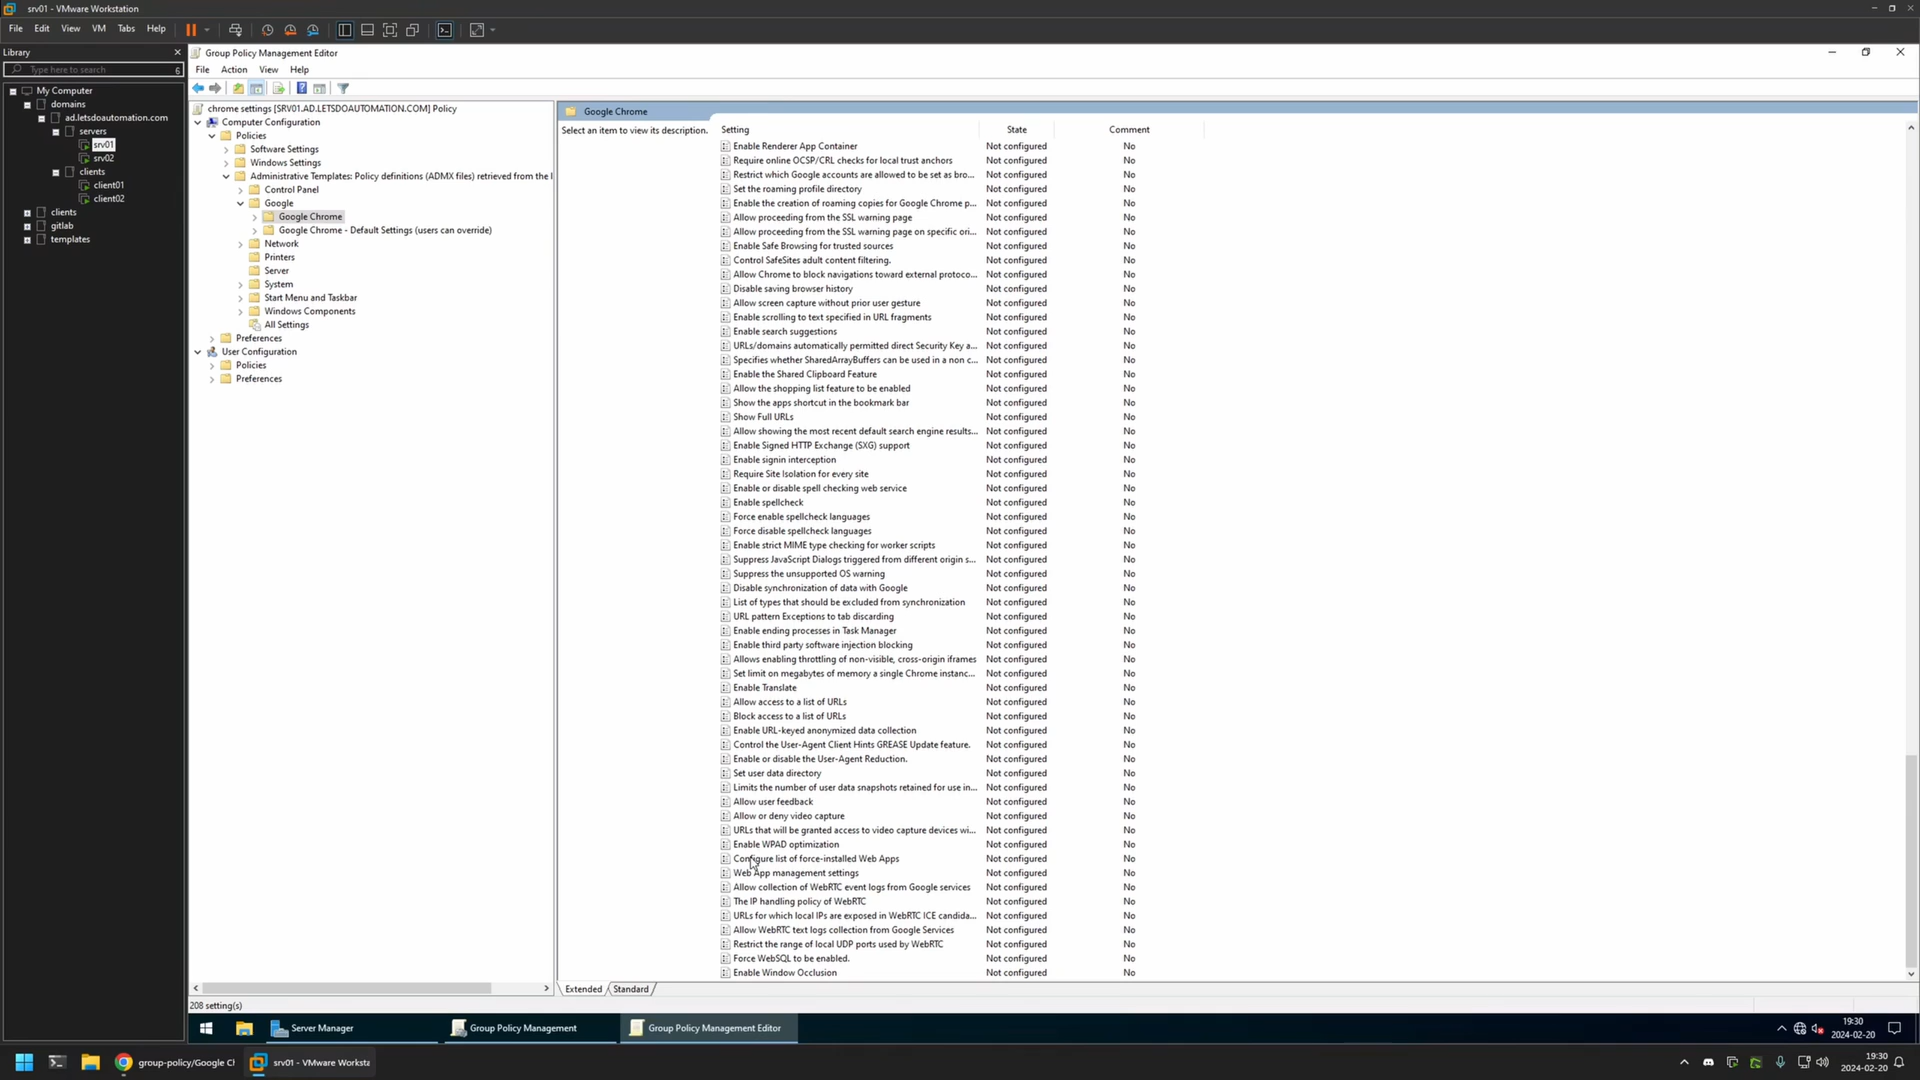 srv01 - VMware Workstation
File Edit View VM Tabs Help
Library
Type here to search
6
My Computer
domains
ad.letsdoautomation.com
servers
srv01
srv02
clients
client01
client02
clients
gitlab
templates
Group Policy Management Editor
File Action View Help
chrome settings [SRV01.AD.LETSDOAUTOMATION.COM] Policy
Computer Configuration
Policies
Software Settings
Windows Settings
Administrative Templates: Policy definitions (ADMX files) retrieved from the l
Control Panel
Google
Google Chrome
Google Chrome - Default Settings (users can override)
Network
Printers
Server
System
Start Menu and Taskbar
Windows Components
All Settings
Preferences
User Configuration
Policies
Preferences
Google Chrome
Select an item to view its description.
Setting State Comment
Enable Renderer App Container Not configured No
Require online OCSP/CRL checks for local trust anchors Not configured No
Restrict which Google accounts are allowed to be set as bro... Not configured No
Set the roaming profile directory Not configured No
Enable the creation of roaming copies for Google Chrome p... Not configured No
Allow proceeding from the SSL warning page Not configured No
Allow proceeding from the SSL warning page on specific ori... Not configured No
Enable Safe Browsing for trusted sources Not configured No
Control SafeSites adult content filtering. Not configured No
Allow Chrome to block navigations toward external protoco... Not configured No
Disable saving browser history Not configured No
Allow screen capture without prior user gesture Not configured No
Enable scrolling to text specified in URL fragments Not configured No
Enable search suggestions Not configured No
URLs/domains automatically permitted direct Security Key a... Not configured No
Specifies whether SharedArrayBuffers can be used in a non c... Not configured No
Enable the Shared Clipboard Feature Not configured No
Allow the shopping list feature to be enabled Not configured No
Show the apps shortcut in the bookmark bar Not configured No
Show Full URLs Not configured No
Allow showing the most recent default search engine results... Not configured No
Enable Signed HTTP Exchange (SXG) support Not configured No
Enable signin interception Not configured No
Require Site Isolation for every site Not configured No
Enable or disable spell checking web service Not configured No
Enable spellcheck Not configured No
Force enable spellcheck languages Not configured No
Force disable spellcheck languages Not configured No
Enable strict MIME type checking for worker scripts Not configured No
Suppress JavaScript Dialogs triggered from different origin s... Not configured No
Suppress the unsupported OS warning Not configured No
Disable synchronization of data with Google Not configured No
List of types that should be excluded from synchronization Not configured No
URL pattern Exceptions to tab discarding Not configured No
Enable ending processes in Task Manager Not configured No
Enable third party software injection blocking Not configured No
Allows enabling throttling of non-visible, cross-origin iframes Not configured No
Set limit on megabytes of memory a single Chrome instanc... Not configured No
Enable Translate Not configured No
Allow access to a list of URLs Not configured No
Block access to a list of URLs Not configured No
Enable URL-keyed anonymized data collection Not configured No
Control the User-Agent Client Hints GREASE Update feature. Not configured No
Enable or disable the User-Agent Reduction. Not configured No
Set user data directory Not configured No
Limits the number of user data snapshots retained for use in... Not configured No
Allow user feedback Not configured No
Allow or deny video capture Not configured No
URLs that will be granted access to video capture devices wi... Not configured No
Enable WPAD optimization Not configured No
Configure list of force-installed Web Apps Not configured No
Web App management settings Not configured No
Allow collection of WebRTC event logs from Google services Not configured No
The IP handling policy of WebRTC Not configured No
URLs for which local IPs are exposed in WebRTC ICE candida... Not configured No
Allow WebRTC text logs collection from Google Services Not configured No
Restrict the range of local UDP ports used by WebRTC Not configured No
Force WebSQL to be enabled. Not configured No
Enable Window Occlusion Not configured No
Extended Standard
208 setting(s)
Server Manager
Group Policy Management
Group Policy Management Editor
19:30
2024-02-20
group-policy/Google Cl
srv01 - VMware Worksta
19:30
2024-02-20